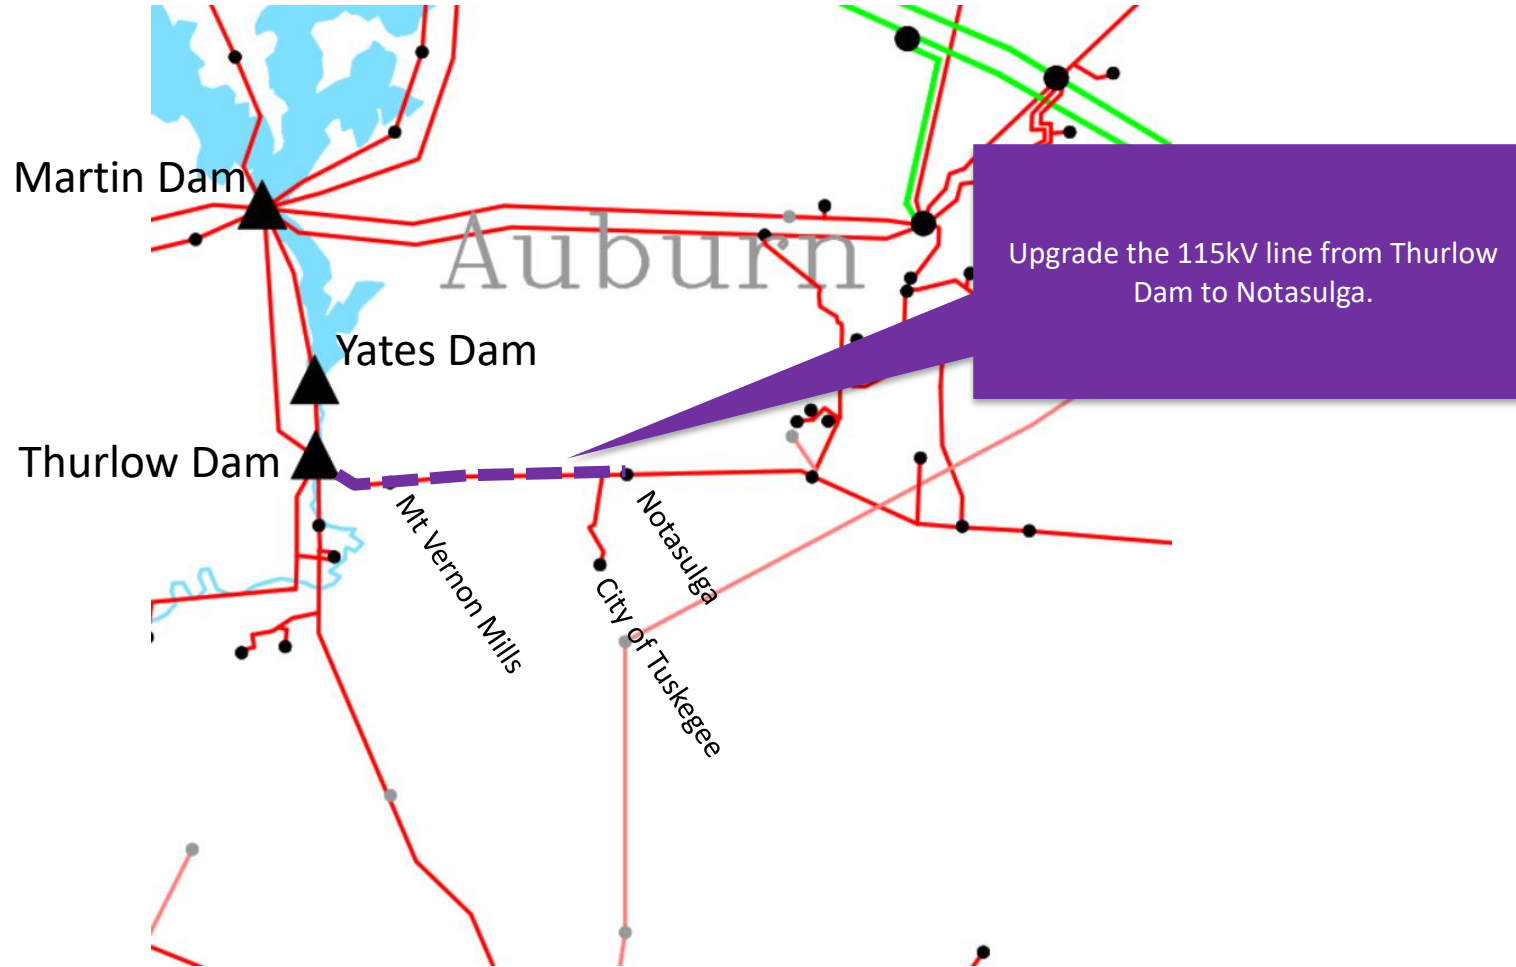 Martin Dam
Auburn
Upgrade the 115kV line from Thurlow
Dam to Notasulga.
Yates Dam
Thurlow Dam
Mt Vernon Mills
Notasulga
City of Tuskegee